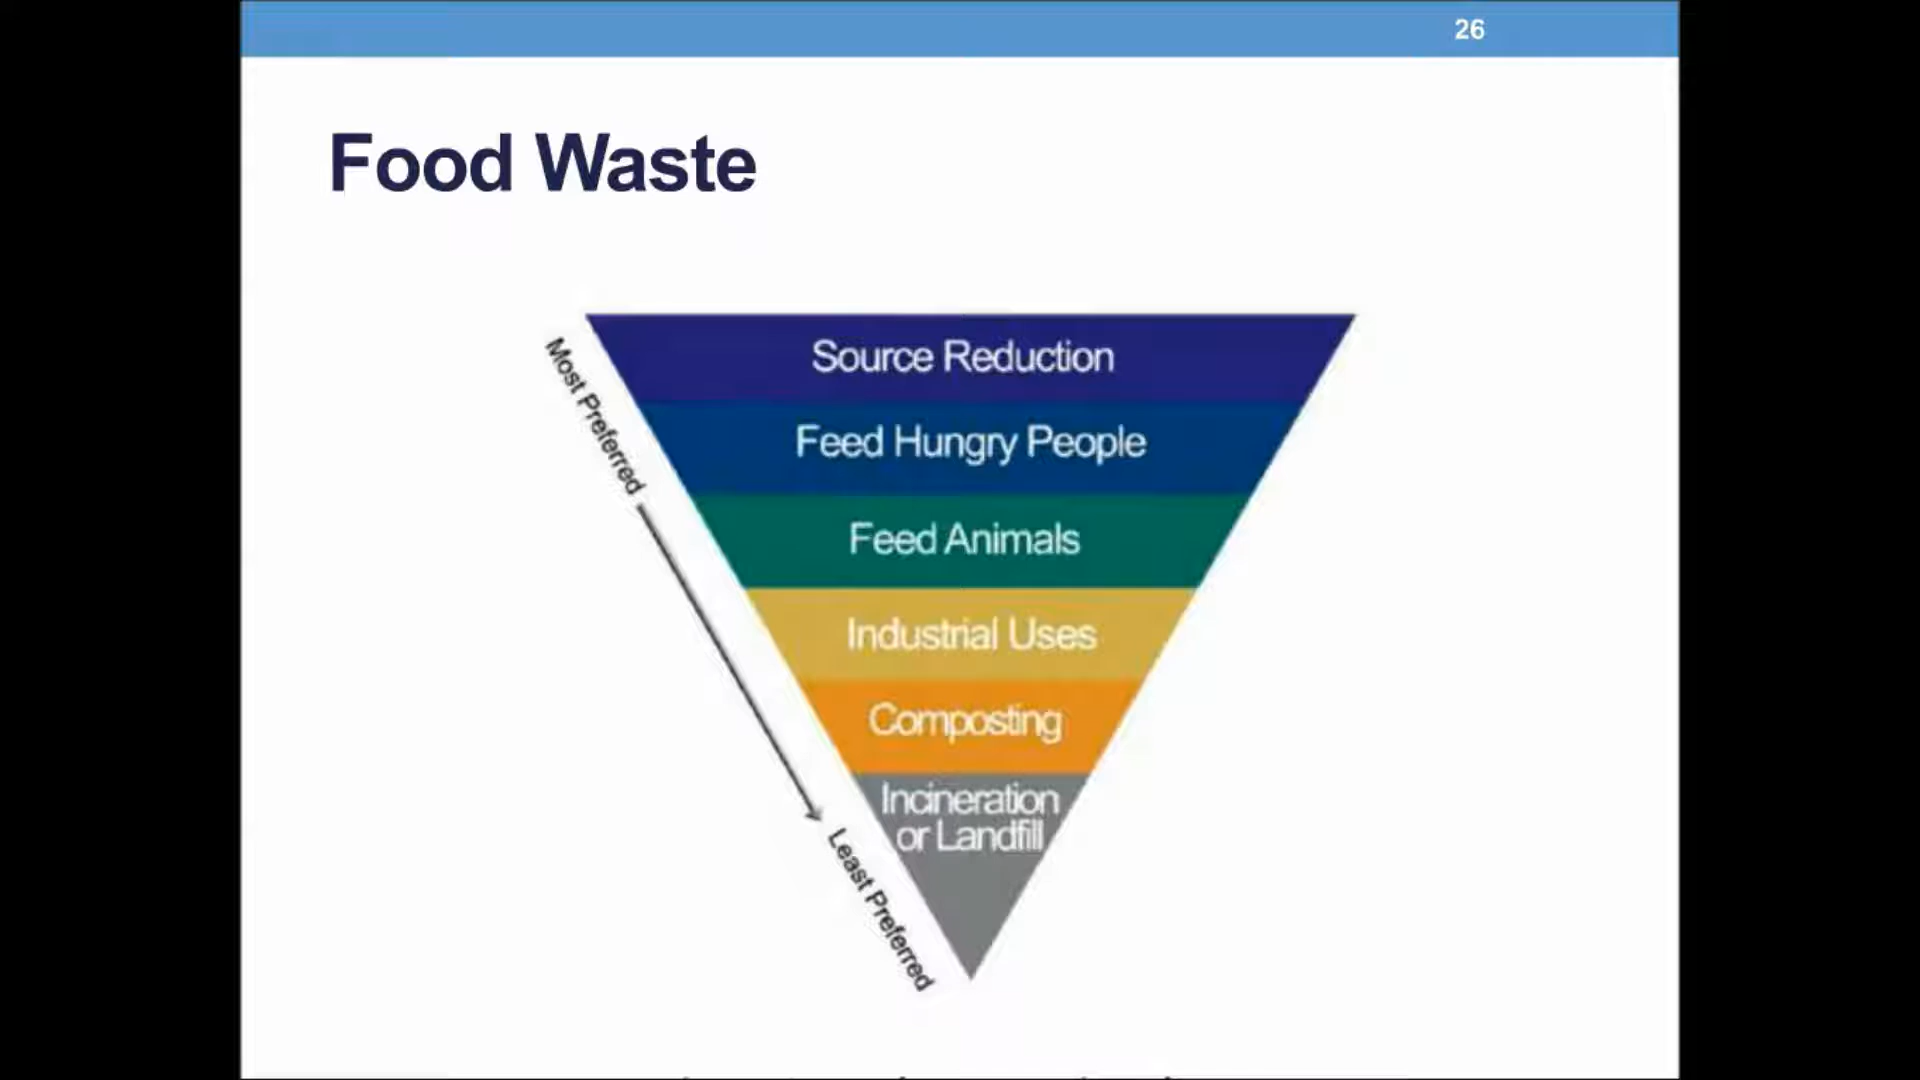 26
Food Waste
Most Preferred
Source Reduction
Feed Hungry People
Feed Animals
Industrial Uses
Composting
Incineration
or Landfill
Least Preferred